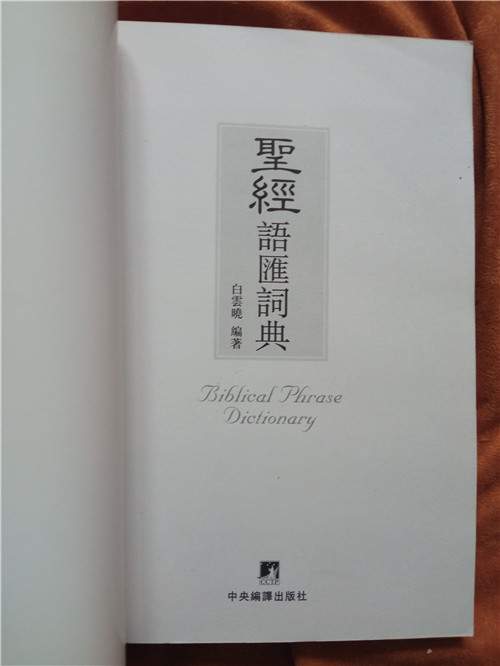 聖經語匯詞典
白雲曉 編著
Biblical Phrase
Dictionary
CCTP
中央編譯出版社